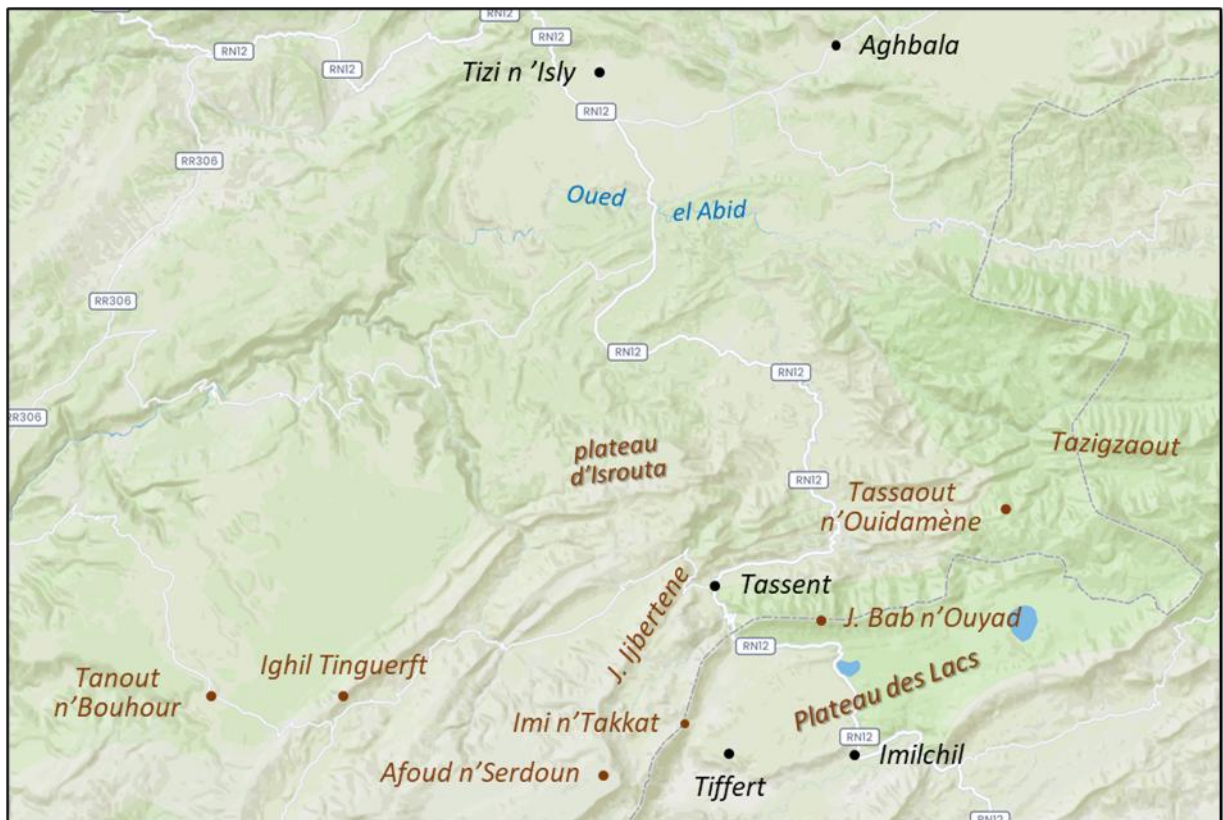 RN12
RN12
RN12
RN12
Aghbala
Tizi n ’Isly
RN12
RR306
Oued
el Abid
RR306
RN12
RN12
RR306
plateau
d’Isrouta
RN12
Tazigzaout
Tassaout
n’Ouidamène
Tassent
J. Ijbertene
J. Bab n’Ouyad
RN12
Ighil Tinguerft
Tanout
n’Bouhour
Plateau des Lacs
Imi n’Takkat
RN12
Imilchil
Afoud n’Serdoun
Tiffert
RN12